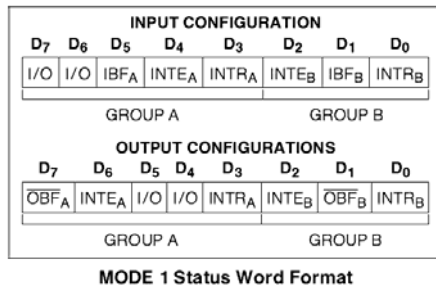 INPUT CONFIGURATION
D7 D6 D5 D4 D3 D2 D1 D0
I/O I/O IBFA INTEA INTRA INTEB IBFB INTRB
GROUP A GROUP B
OUTPUT CONFIGURATIONS
D7 D6 D5 D4 D3 D2 D1 D0
O̅B̅F̅A INTEA I/O I/O INTRA INTEB O̅B̅F̅B INTRB
GROUP A GROUP B
MODE 1 Status Word Format